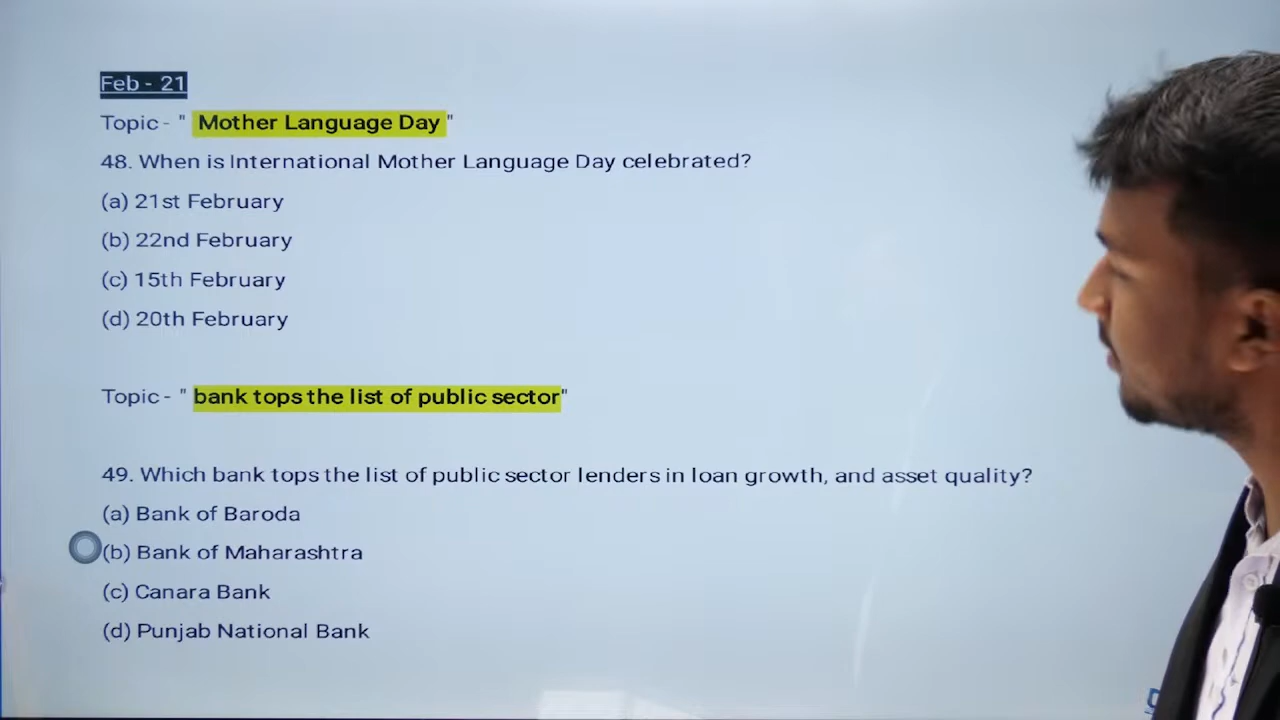 Feb - 21
Topic - " Mother Language Day "
48. When is International Mother Language Day celebrated?
(a) 21st February
(b) 22nd February
(c) 15th February
(d) 20th February
Topic - " bank tops the list of public sector"
49. Which bank tops the list of public sector lenders in loan growth, and asset quality?
(a) Bank of Baroda
(b) Bank of Maharashtra
(c) Canara Bank
(d) Punjab National Bank